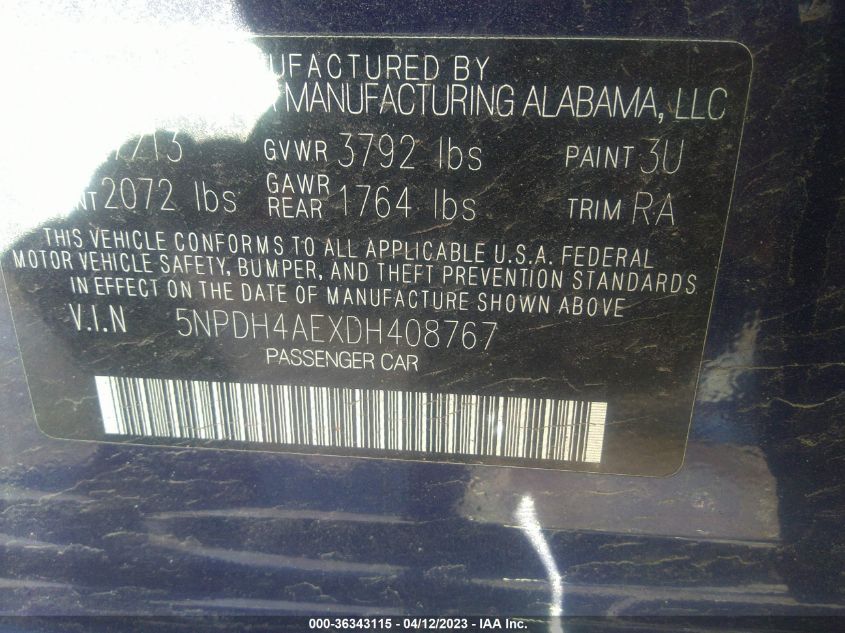 UFACTURED BY
MANUFACTURING ALABAMA, LLC
GVWR 3792 lbs PAINT 3U
2072 lbs GAWR REAR 1764 lbs TRIM RA
THIS VEHICLE CONFORMS TO ALL APPLICABLE U.S.A. FEDERAL
MOTOR VEHICLE SAFETY, BUMPER, AND THEFT PREVENTION STANDARDS
IN EFFECT ON THE DATE OF MANUFACTURE SHOWN ABOVE
V.I.N 5NPDH4AEXDH408767
PASSENGER CAR
000-36343115 - 04/12/2023 - IAA Inc.